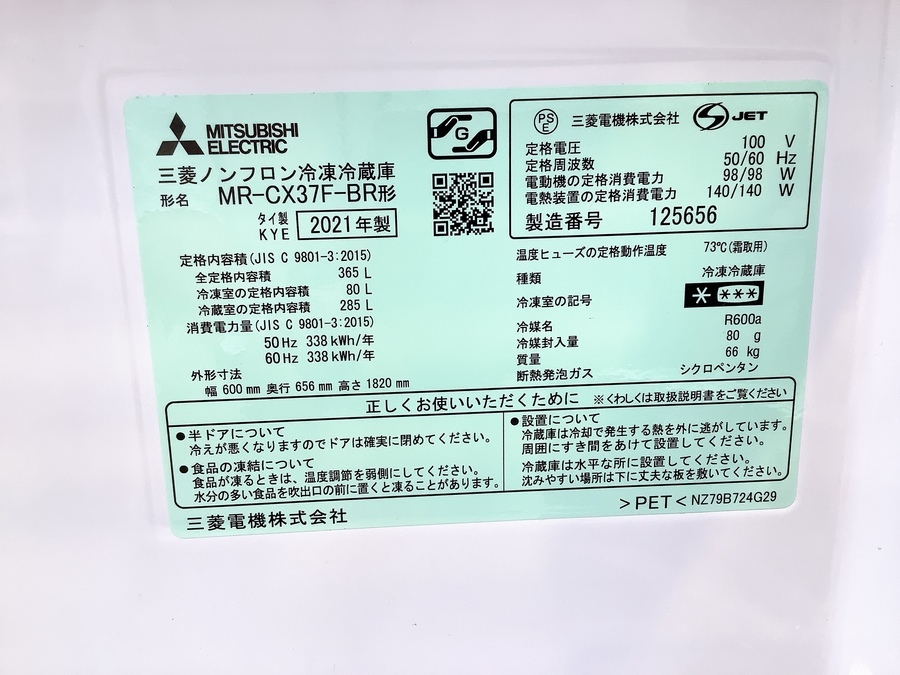 MITSUBISHI
ELECTRIC
G
三菱ノンフロン冷凍冷蔵庫
形名 MR-CX37F-BR形
タイ製
KYE 2021年製
定格内容積(JIS C 9801-3:2015)
全定格内容積 365 L
冷凍室の定格内容積 80 L
冷蔵室の定格内容積 285 L
消費電力量(JIS C 9801-3:2015)
50Hz 338kWh/年
60Hz 338kWh/年
外形寸法
幅 600mm 奥行 656mm 高さ 1820mm
PS
E 三菱電機株式会社 JET
定格電圧 100 V
定格周波数 50/60 Hz
電動機の定格消費電力 98/98 W
電熱装置の定格消費電力 140/140 W
製造番号 125656
温度ヒューズの定格動作温度 73℃(霜取用)
種類 冷凍冷蔵庫
冷凍室の記号 * ***
冷媒名 R600a
冷媒封入量 80 g
質量 66 kg
断熱発泡ガス シクロペンタン
正しくお使いいただくために ※くわしくは取扱説明書をご覧ください
●半ドアについて
冷えが悪くなりますのでドアは確実に閉めてください。
●食品の凍結について
食品が凍るときは、温度調節を弱側にしてください。
水分の多い食品を吹出口の前に置くと凍ることがあります。
●設置について
冷蔵庫は冷却で発生する熱を外に逃がしています。
周囲にすき間をあけて設置してください。
冷蔵庫は水平な所に設置してください。
沈みやすい場所は下に丈夫な板を敷いてください。
三菱電機株式会社
>PET< NZ79B724G29